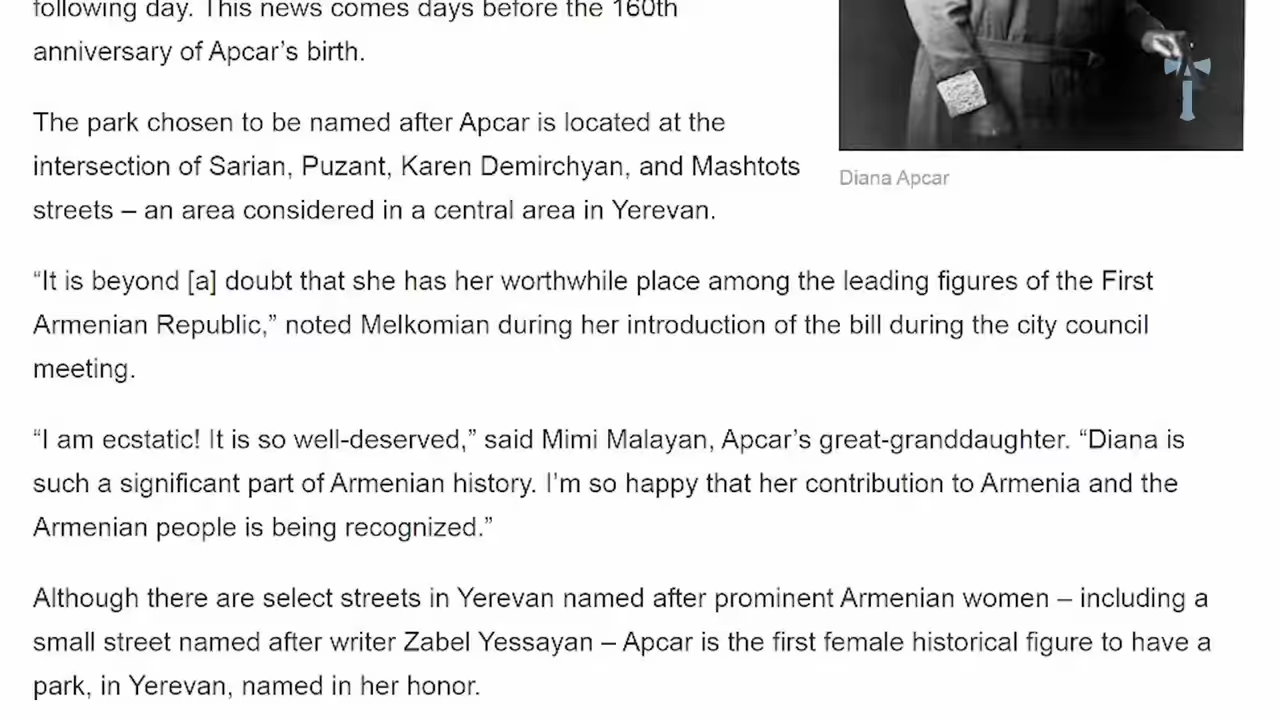 following day. This news comes days before the 160th
anniversary of Apcar’s birth.
The park chosen to be named after Apcar is located at the
intersection of Sarian, Puzant, Karen Demirchyan, and Mashtots
streets – an area considered in a central area in Yerevan.
Diana Apcar
“It is beyond [a] doubt that she has her worthwhile place among the leading figures of the First
Armenian Republic,” noted Melkomian during her introduction of the bill during the city council
meeting.
“I am ecstatic! It is so well-deserved,” said Mimi Malayan, Apcar’s great-granddaughter. “Diana is
such a significant part of Armenian history. I’m so happy that her contribution to Armenia and the
Armenian people is being recognized.”
Although there are select streets in Yerevan named after prominent Armenian women – including a
small street named after writer Zabel Yessayan – Apcar is the first female historical figure to have a
park, in Yerevan, named in her honor.